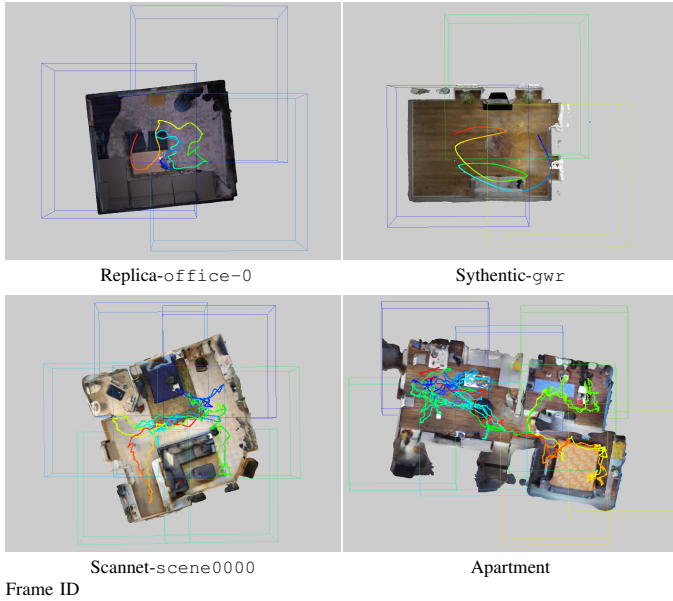 Replica-office-0
Sythentic-gwr
Scannet-scene0000
Apartment
Frame ID